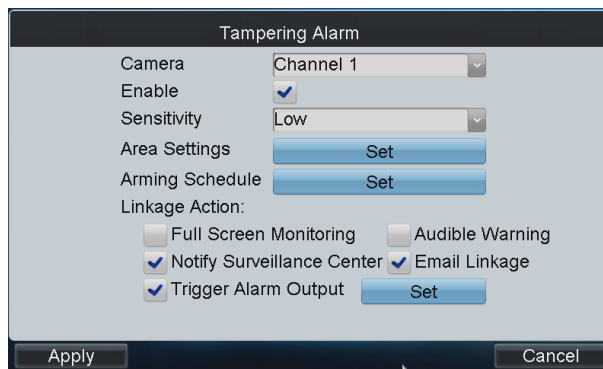 Tampering Alarm
Camera Channel 1
Enable
Sensitivity Low
Area Settings Set
Arming Schedule Set
Linkage Action:
Full Screen Monitoring Audible Warning
Notify Surveillance Center Email Linkage
Trigger Alarm Output Set
Apply Cancel